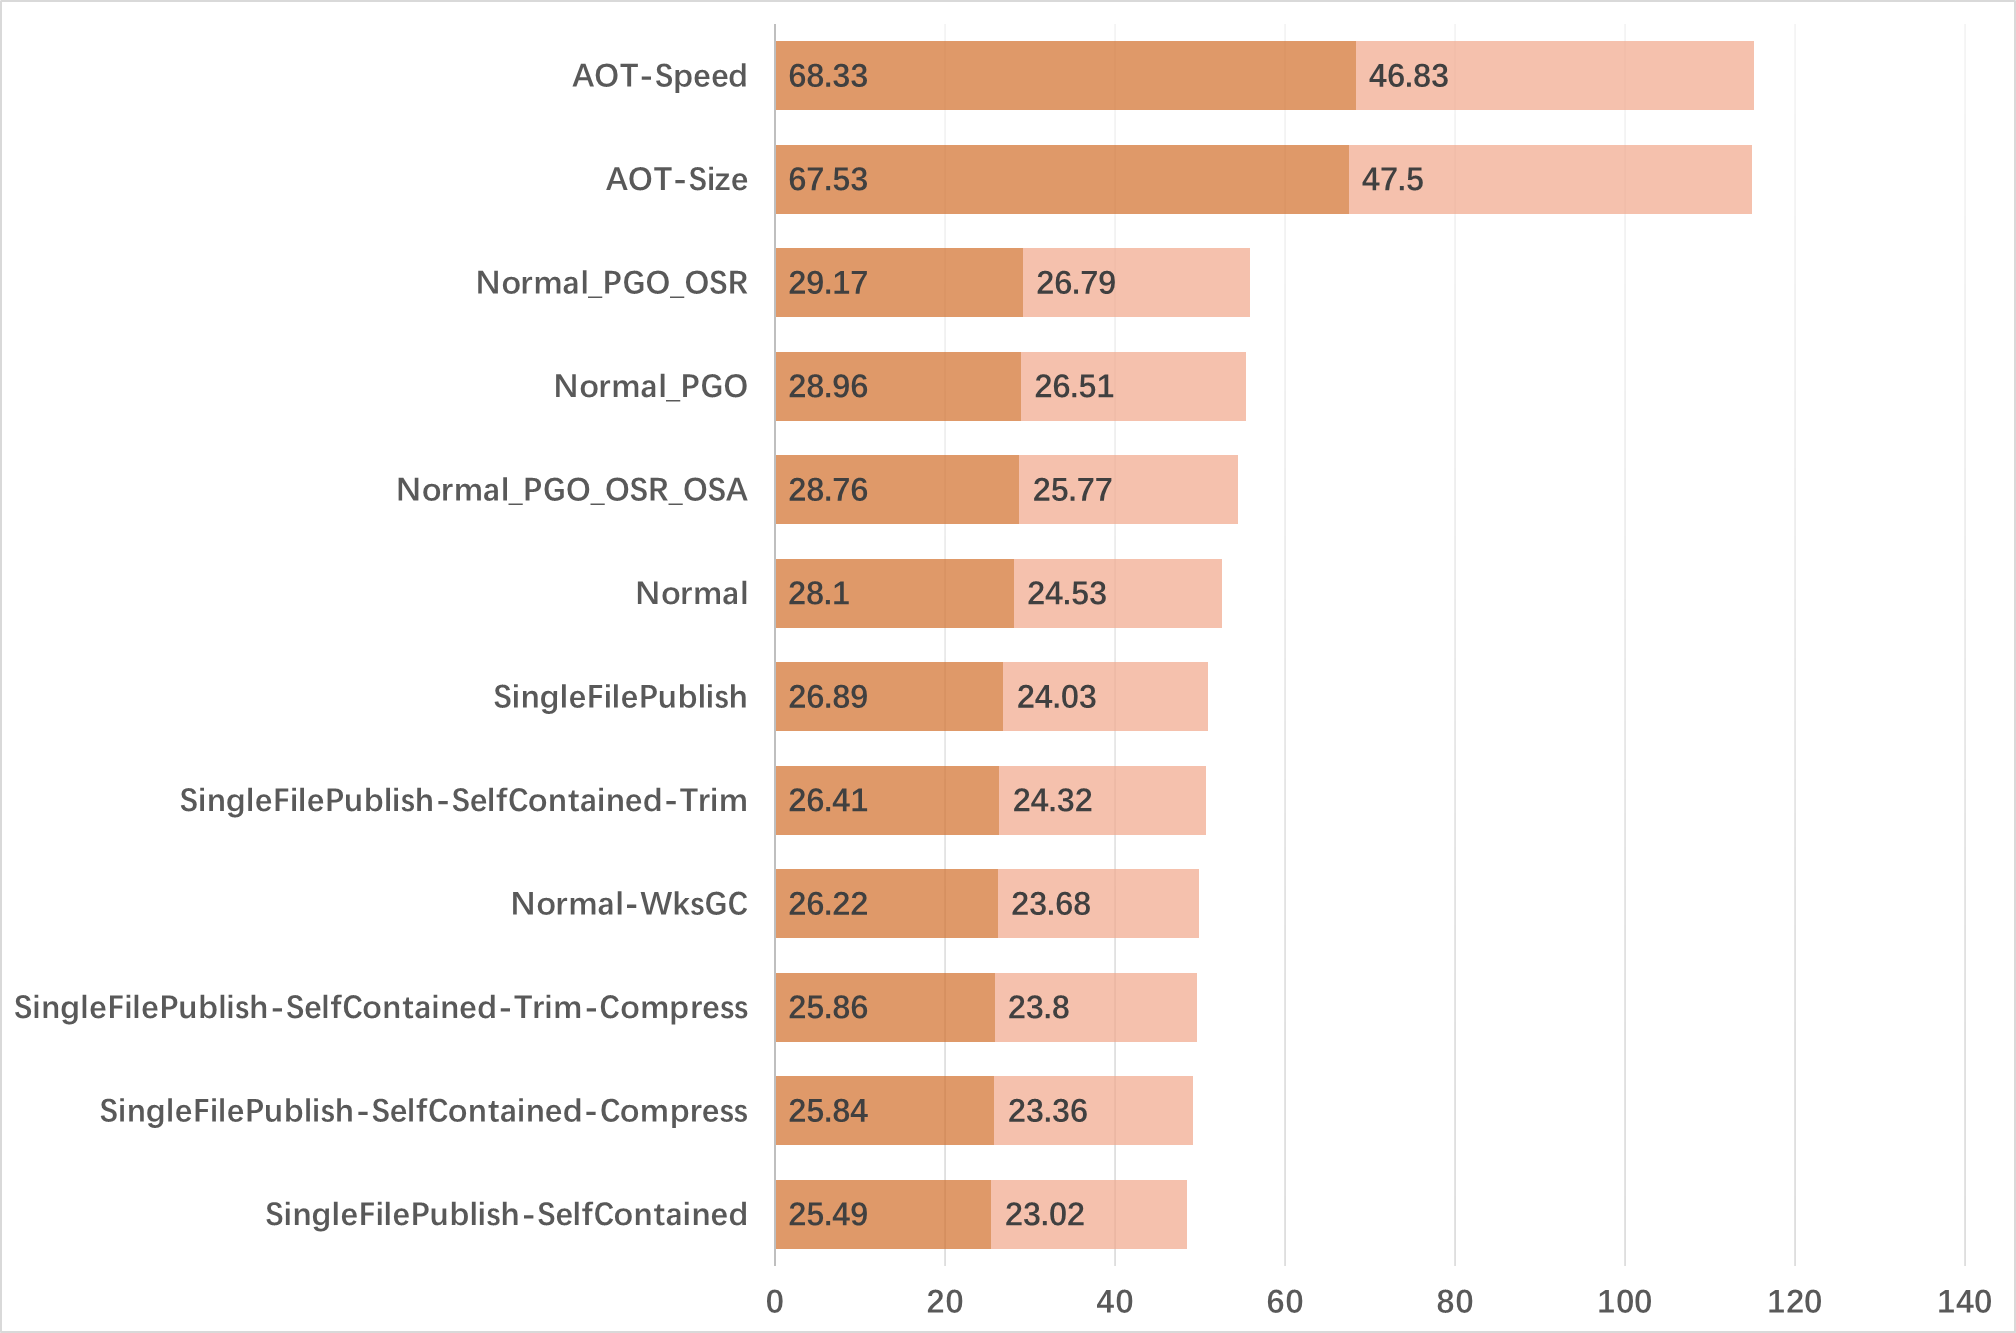 AOT-Speed 68.33 46.83
AOT-Size 67.53 47.5
Normal_PGO_OSR 29.17 26.79
Normal_PGO 28.96 26.51
Normal_PGO_OSR_OSA 28.76 25.77
Normal 28.1 24.53
SingleFilePublish 26.89 24.03
SingleFilePublish-SelfContained-Trim 26.41 24.32
Normal-WksGC 26.22 23.68
SingleFilePublish-SelfContained-Trim-Compress 25.86 23.8
SingleFilePublish-SelfContained-Compress 25.84 23.36
SingleFilePublish-SelfContained 25.49 23.02
0 20 40 60 80 100 120 140